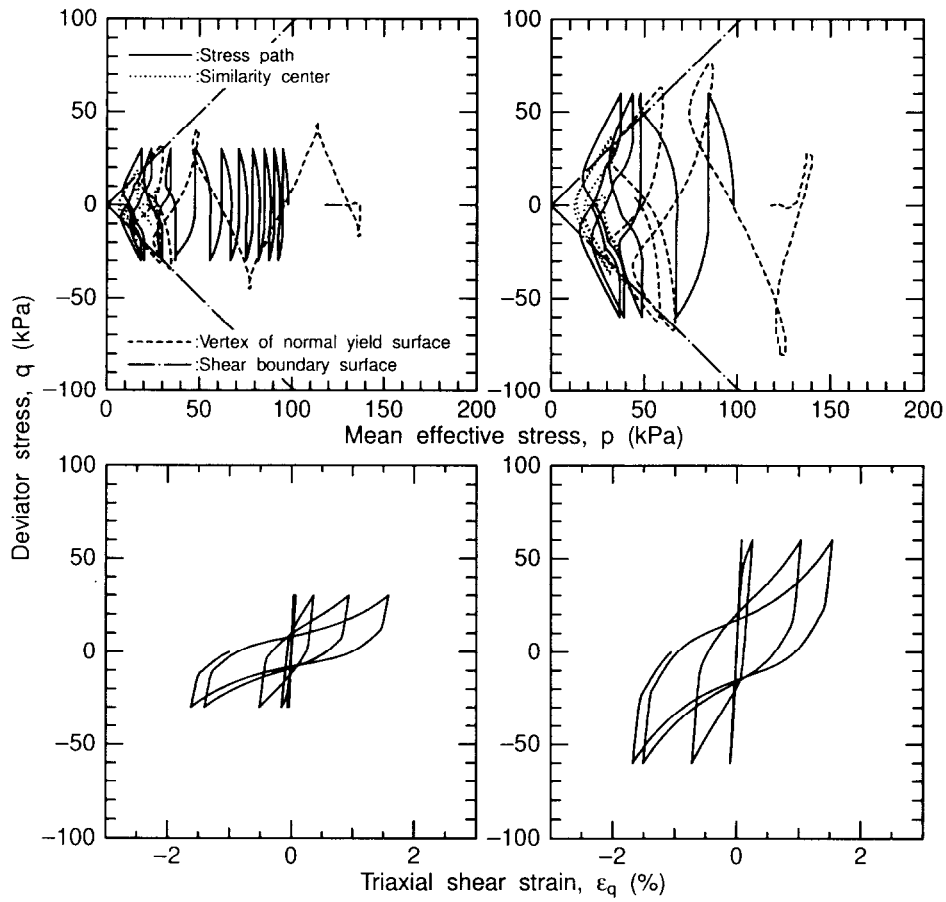 100
50
0
−50
−100
:Stress path
:Similarity center
:Vertex of normal yield surface
:Shear boundary surface
0 50 100 150 200
100
50
0
−50
−100
0 50 100 150 200
Mean effective stress, p (kPa)
Deviator stress, q (kPa)
100
50
0
−50
−100
−2 0 2
100
50
0
−50
−100
−2 0 2
Triaxial shear strain, εq (%)